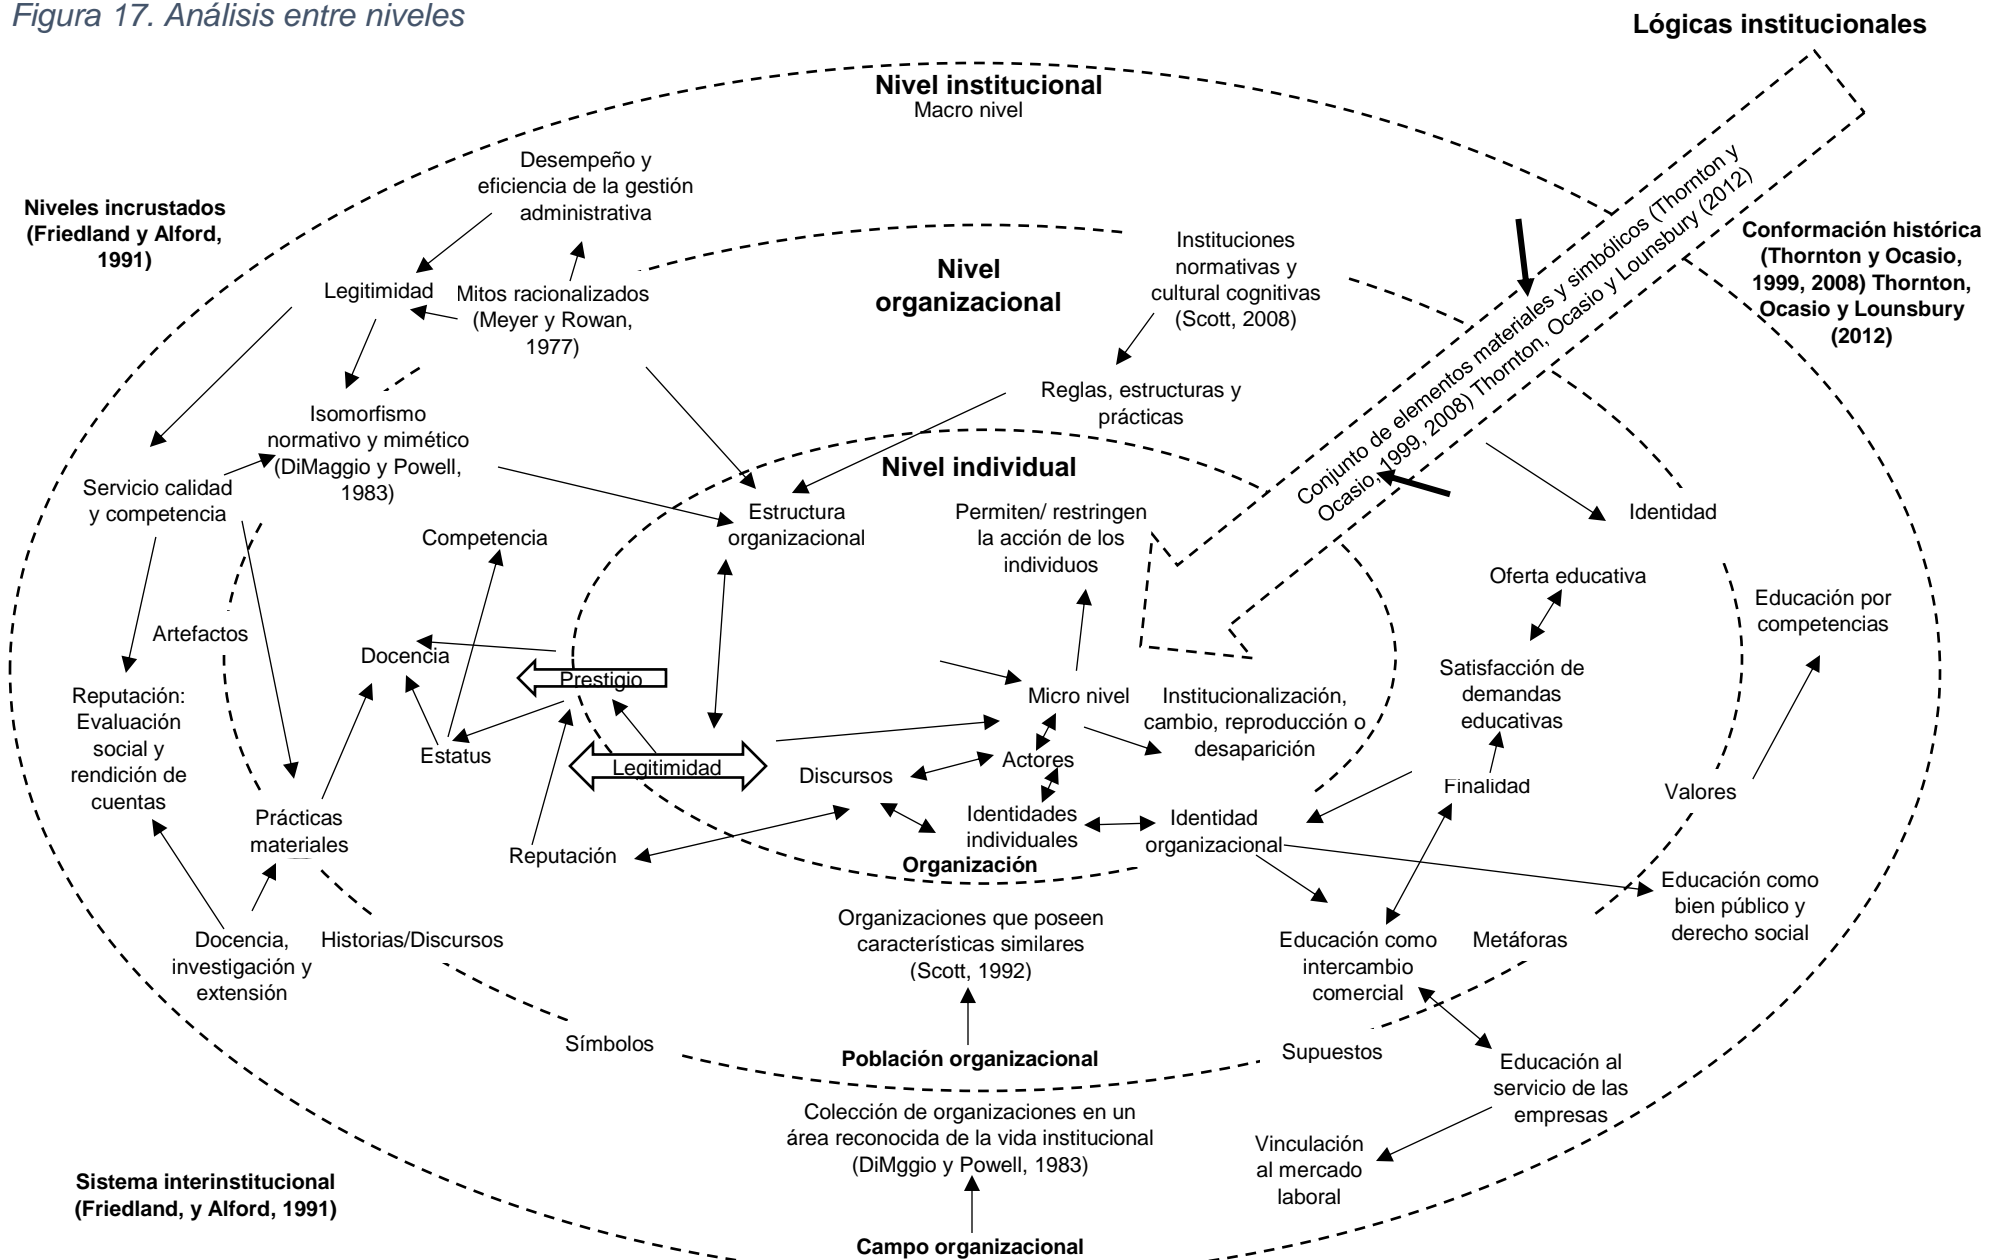 Figura 17. Análisis entre niveles
Lógicas institucionales
Nivel institucional
Macro nivel
Desempeño y
eficiencia de la gestión
administrativa
Niveles incrustados
(Friedland y Alford,
1991)
Conjunto de elementos materiales y simbólicos (Thornton y
Ocasio, 1999, 2008) Thornton, Ocasio y Lounsbury (2012)
Conformación histórica
(Thornton y Ocasio,
1999, 2008) Thornton,
Ocasio y Lounsbury
(2012)
Instituciones
normativas y
cultural cognitivas
(Scott, 2008)
Nivel
organizacional
Legitimidad
Mitos racionalizados
(Meyer y Rowan,
1977)
Reglas, estructuras y
prácticas
Isomorfismo
normativo y mimético
(DiMaggio y Powell,
1983)
Nivel individual
Servicio calidad
y competencia
Estructura
organizacional
Permiten/ restringen
la acción de los
individuos
Identidad
Competencia
Oferta educativa
Educación por
competencias
Artefactos
Docencia
Prestigio
Satisfacción de
demandas
educativas
Reputación:
Evaluación
social y
rendición de
cuentas
Micro nivel
Institucionalización,
cambio, reproducción o
desaparición
Estatus
Legitimidad
Discursos
Actores
Finalidad
Valores
Prácticas
materiales
Identidades
individuales
Identidad
organizacional
Reputación
Organización
Educación como
bien público y
derecho social
Organizaciones que poseen
características similares
(Scott, 1992)
Docencia,
investigación y
extensión
Historias/Discursos
Educación como
intercambio
comercial
Metáforas
Símbolos
Población organizacional
Supuestos
Educación al
servicio de las
empresas
Colección de organizaciones en un
área reconocida de la vida institucional
(DiMggio y Powell, 1983)
Vinculación
al mercado
laboral
Sistema interinstitucional
(Friedland, y Alford, 1991)
Campo organizacional